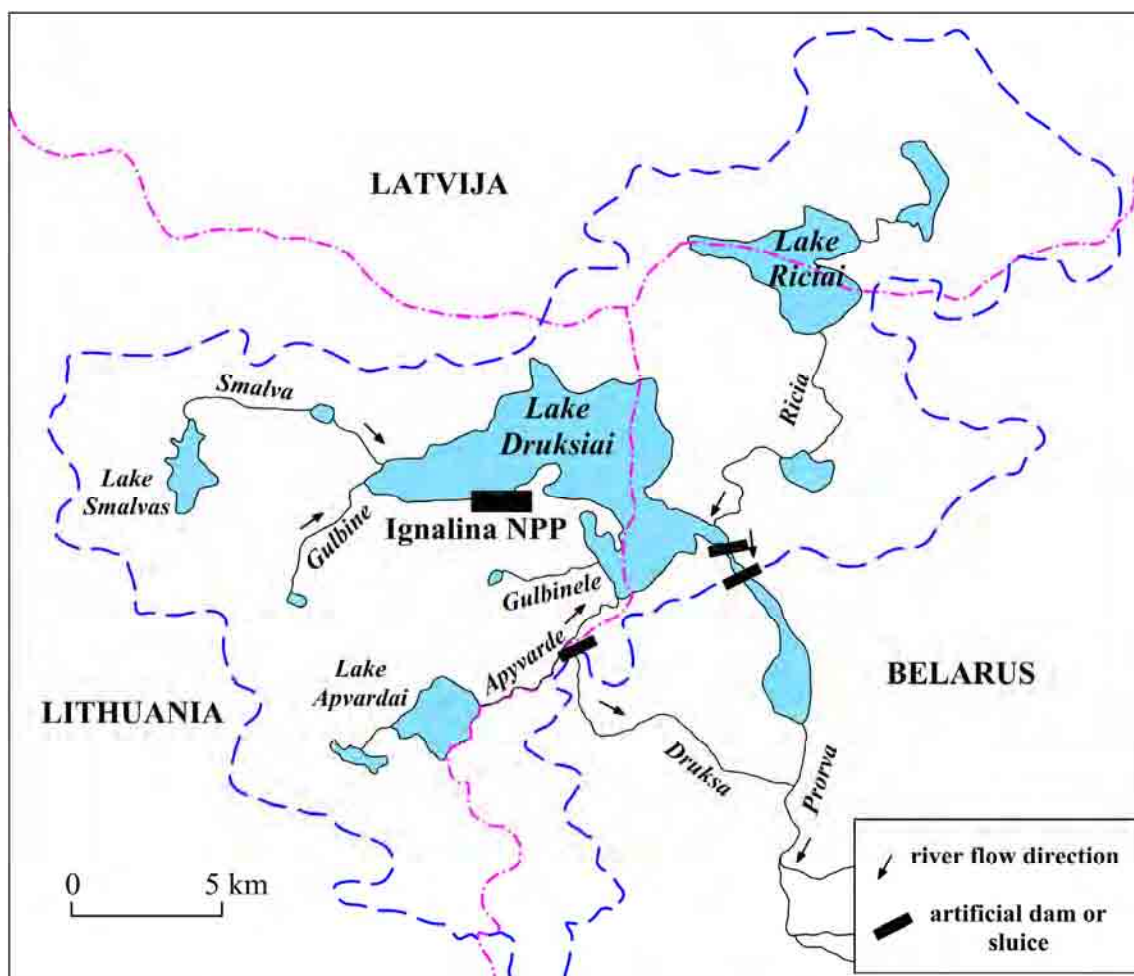 LATVIJA
Lake
Riciai
Smalva
Ricia
Lake
Druksiai
Lake
Smalvas
Gulbine
Ignalina NPP
Gulbinele
Apyvarde
Lake
Apvardai
BELARUS
LITHUANIA
Druksa
Prorva
0 5 km
river flow direction
artificial dam or
sluice